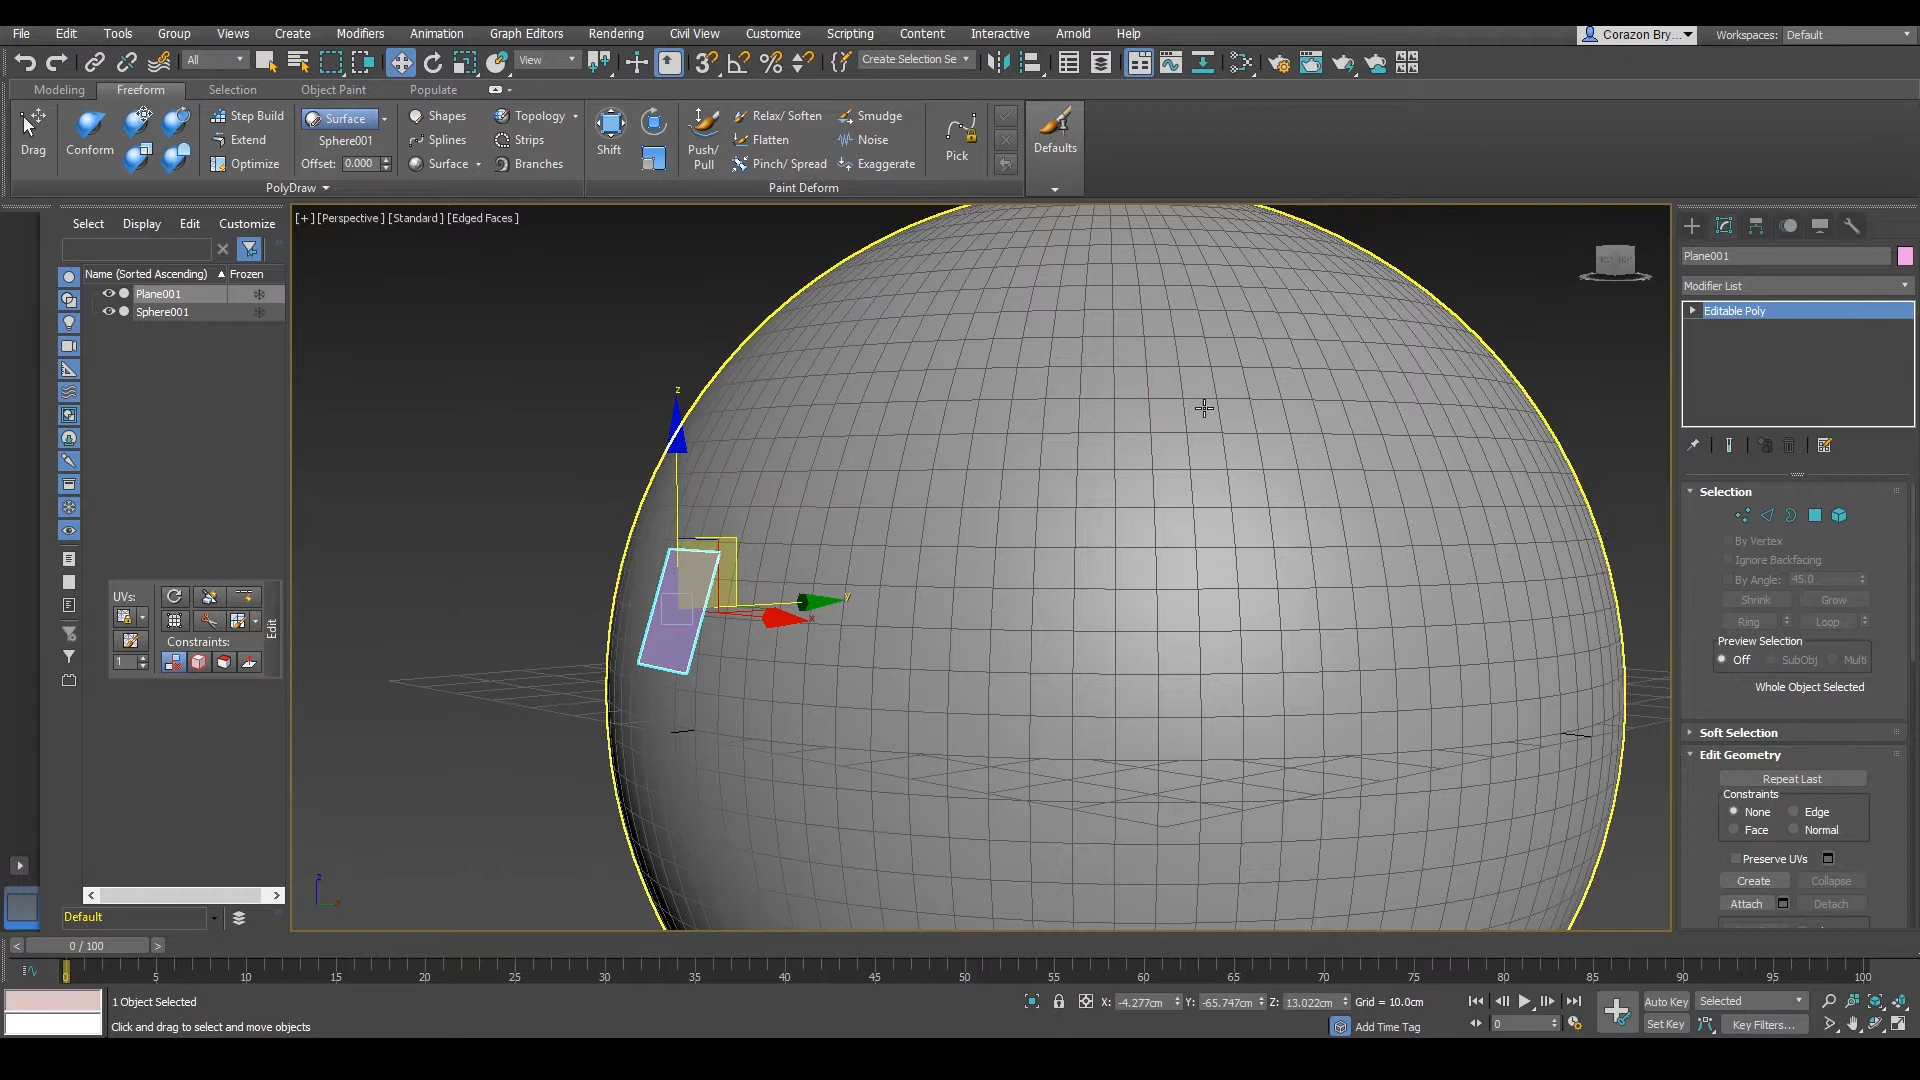 File Edit Tools Group Views Create Modifiers Animation Graph Editors Rendering Civil View Customize Scripting Content Interactive Arnold Help Corazon Bry... Workspaces: Default
All View Create Selection Se
Modeling Freeform Selection Object Paint Populate
Drag Conform Step Build Extend Optimize Surface Sphere001 Offset: 0.000 Shapes Splines Surface Topology Strips Branches Shift Push/ Pull Relax/ Soften Flatten Pinch/ Spread Smudge Noise Exaggerate Pick Defaults
PolyDraw Paint Deform
Select Display Edit Customize
[+] [Perspective ] [Standard ] [Edged Faces ]
Name (Sorted Ascending) Frozen
Plane001
Sphere001
z
y
x
UVs:
Constraints:
1
Edit
z
Default
Plane001
Modifier List
Editable Poly
Selection
By Vertex
Ignore Backfacing
By Angle: 45.0
Shrink Grow
Ring Loop
Preview Selection
Off SubObj Multi
Whole Object Selected
Soft Selection
Edit Geometry
Repeat Last
Constraints
None Edge
Face Normal
Preserve UVs
Create Collapse
Attach Detach
< 0 / 100 >
0 5 10 15 20 25 30 35 40 45 50 55 60 65 70 75 80 85 90 95 100
1 Object Selected
Click and drag to select and move objects
X: -4.277cm Y: -65.747cm Z: 13.022cm Grid = 10.0cm
Add Time Tag
0
Auto Key Selected
Set Key Key Filters...